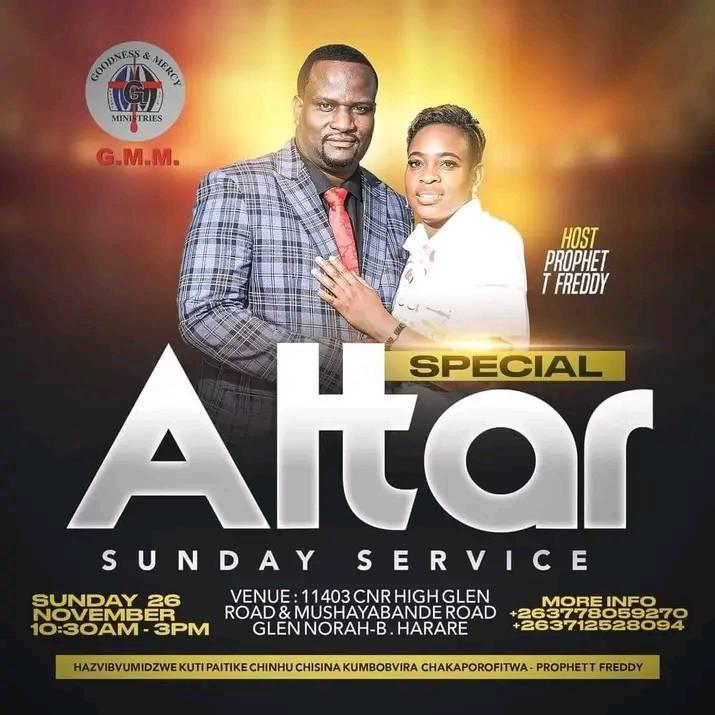 GOODNESS & MERCY
G
MINISTRIES
G.M.M.
HOST
PROPHET
T FREDDY
SPECIAL
Altar
SUNDAY SERVICE
SUNDAY 26
NOVEMBER
10:30AM - 3PM
VENUE : 11403 CNR HIGH GLEN
ROAD & MUSHAYABANDE ROAD
GLEN NORAH-B . HARARE
MORE INFO
+263778059270
+263712528094
HAZVIBVUMIDZWE KUTI PAITIKE CHINHU CHISINA KUMBOBVIRA CHAKAPOROFITWA - PROPHETT FREDDY